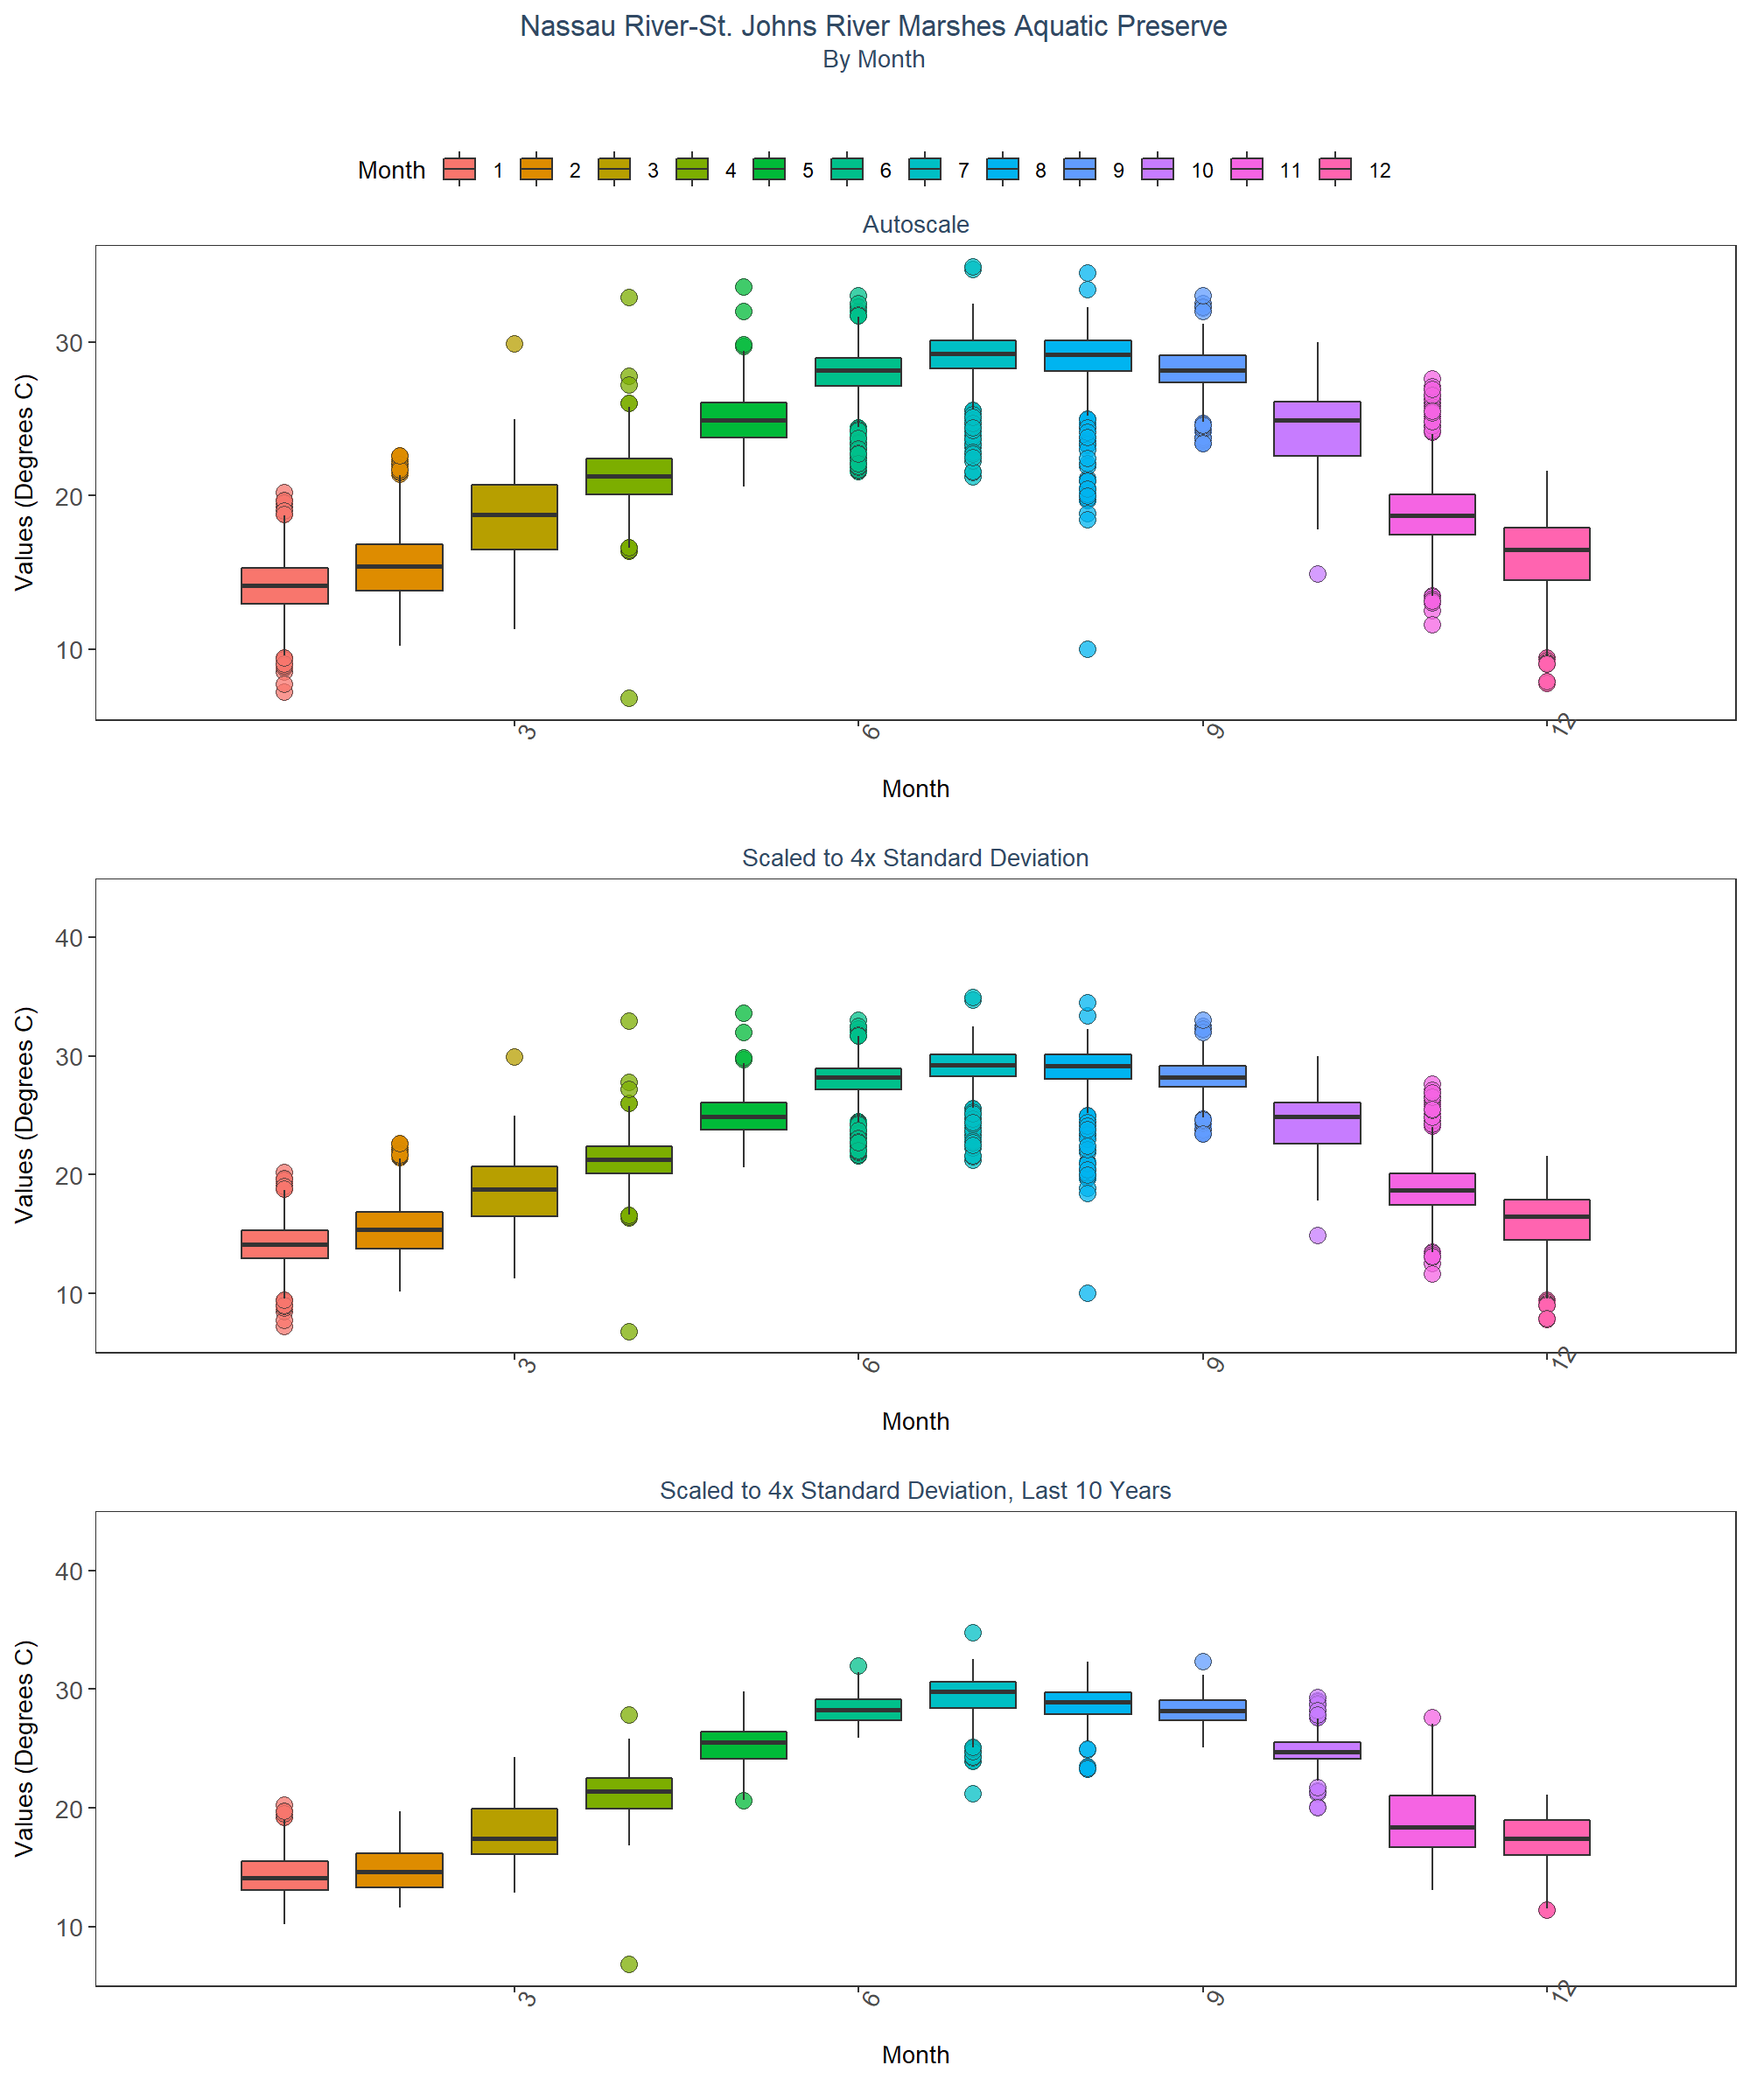 Nassau River-St. Johns River Marshes Aquatic Preserve
By Month
Month 1 2 3 4 5 6 7 8 9 10 11 12
Autoscale
Values (Degrees C)
30
20
10
3 6 9 12
Month
Scaled to 4x Standard Deviation
Values (Degrees C)
40
30
20
10
3 6 9 12
Month
Scaled to 4x Standard Deviation, Last 10 Years
Values (Degrees C)
40
30
20
10
3 6 9 12
Month